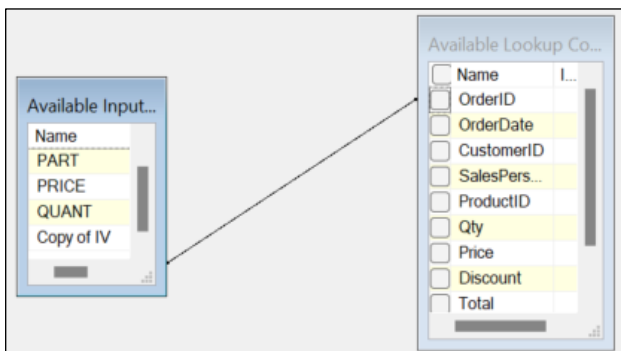 Available Input...
Name
PART
PRICE
QUANT
Copy of IV
Available Lookup Co...
Name I...
OrderID
OrderDate
CustomerID
SalesPers...
ProductID
Qty
Price
Discount
Total